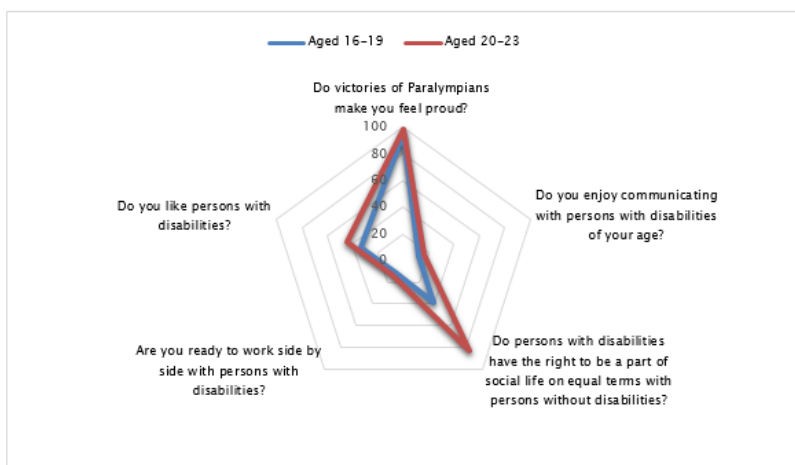 Aged 16-19 Aged 20-23
Do victories of Paralympians
make you feel proud?
100
80
60
40
20
0
Do you enjoy communicating
with persons with disabilities
of your age?
Do persons with disabilities
have the right to be a part of
social life on equal terms with
persons without disabilities?
Are you ready to work side by
side with persons with
disabilities?
Do you like persons with
disabilities?